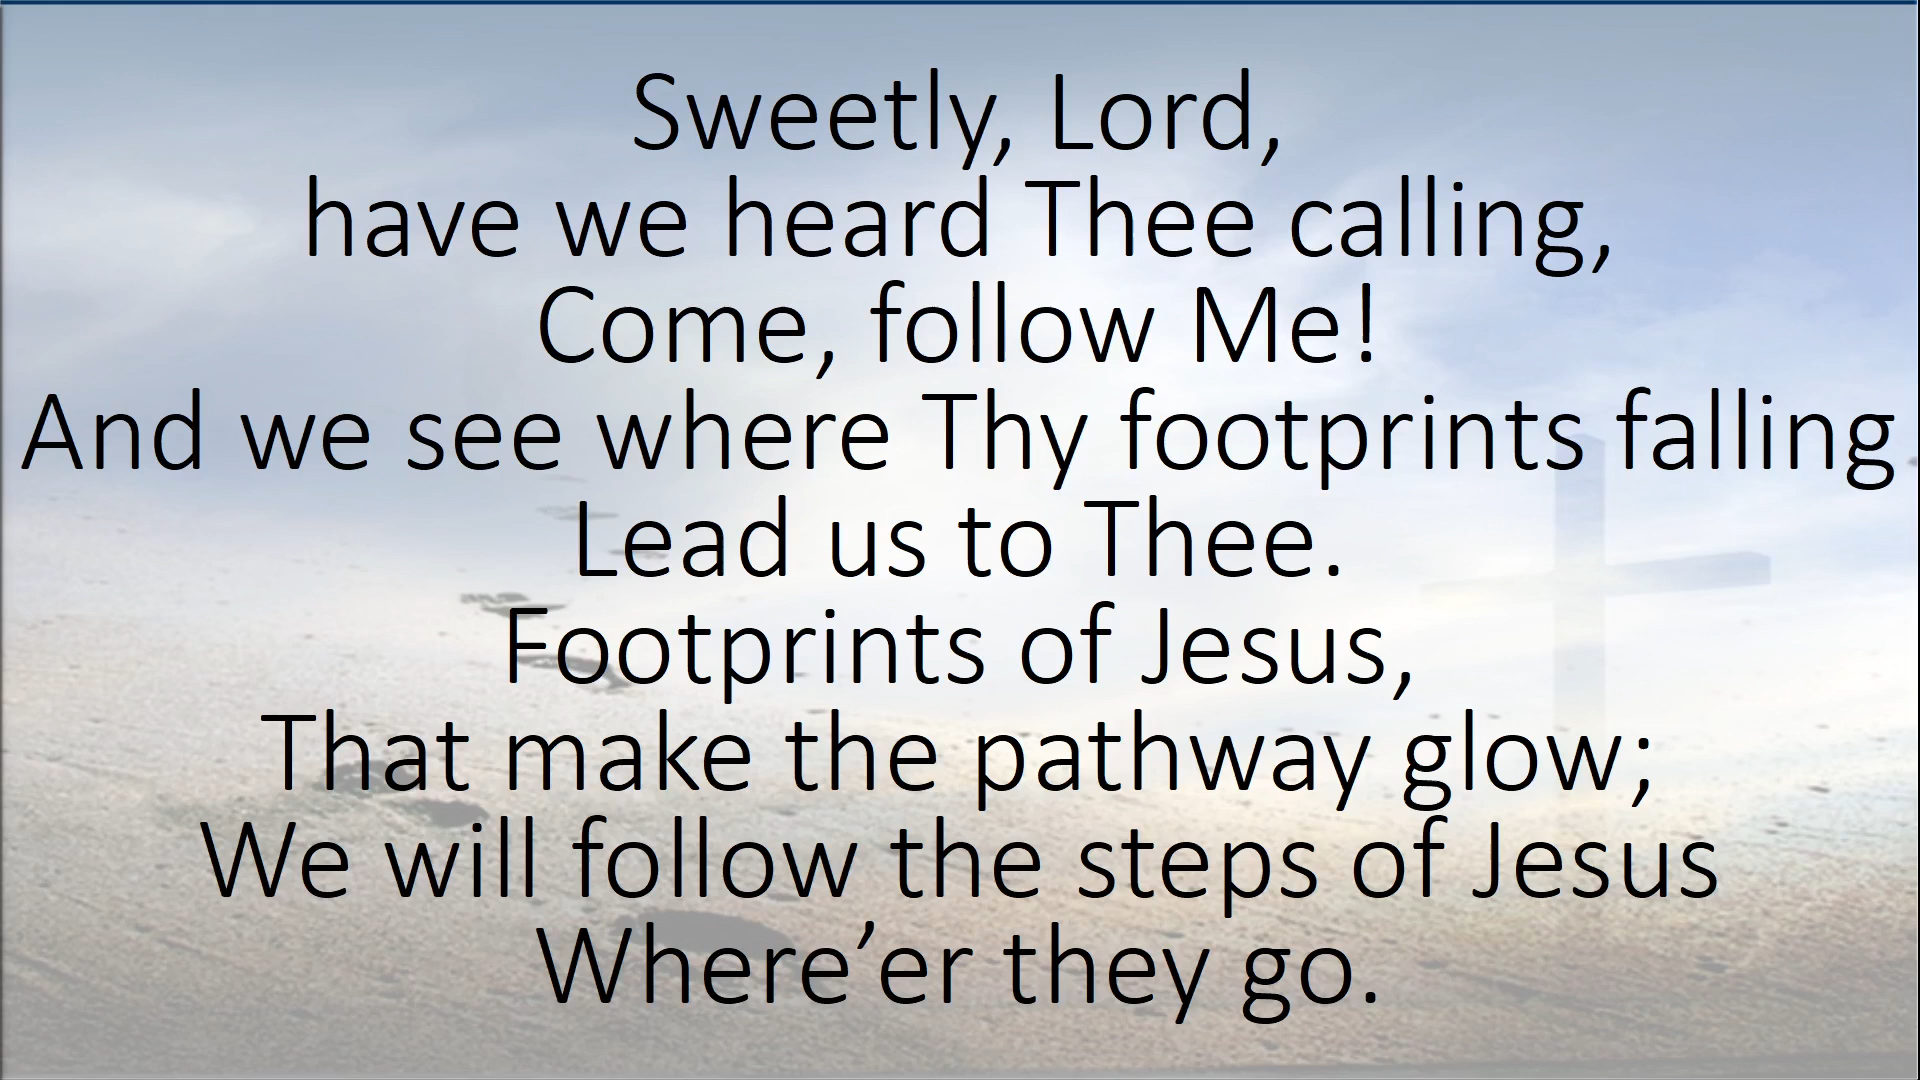 Sweetly, Lord,
have we heard Thee calling,
Come, follow Me!
And we see where Thy footprints falling
Lead us to Thee.
Footprints of Jesus,
That make the pathway glow;
We will follow the steps of Jesus
Where’er they go.